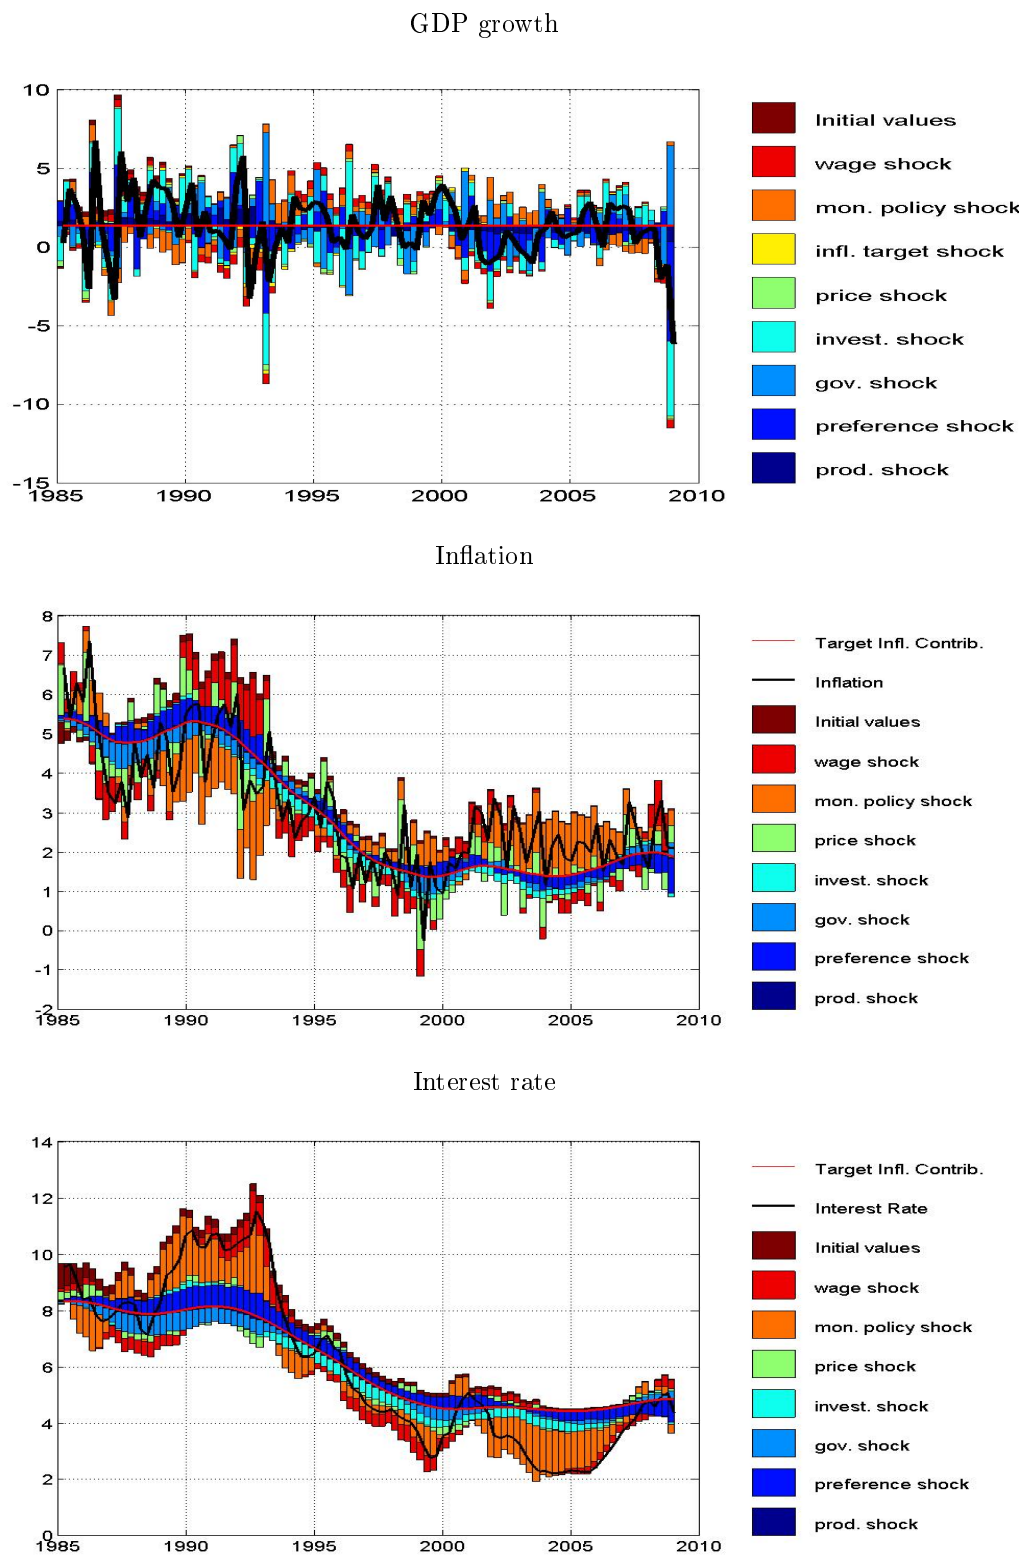 GDP growth
10
5
0
-5
-10
-15
1985 1990 1995 2000 2005 2010
Initial values
wage shock
mon. policy shock
infl. target shock
price shock
invest. shock
gov. shock
preference shock
prod. shock
Inflation
8
7
6
5
4
3
2
1
0
-1
-2
1985 1990 1995 2000 2005 2010
Target Infl. Contrib.
Inflation
Initial values
wage shock
mon. policy shock
price shock
invest. shock
gov. shock
preference shock
prod. shock
Interest rate
14
12
10
8
6
4
2
0
1985 1990 1995 2000 2005 2010
Target Infl. Contrib.
Interest Rate
Initial values
wage shock
mon. policy shock
price shock
invest. shock
gov. shock
preference shock
prod. shock